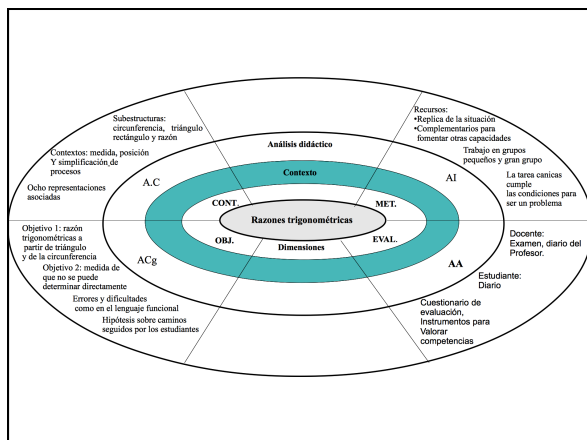 Subestructuras:
circunferencia, triángulo
rectángulo y razón
Contextos: medida, posición
Y simplificación de
procesos
Ocho representaciones
asociadas
Recursos:
•Replica de la situación
•Complementarios para
fomentar otras capacidades
Trabajo en grupos
pequeños y gran grupo
La tarea canicas
cumple
las condiciones para
ser un problema
Análisis didáctico
Contexto
A.C
AI
CONT.
MET.
Razones trigonométricas
OBJ.
EVAL.
Dimensiones
ACg
AA
Objetivo 1: razón
trigonométricas a
partir de triángulo
y de la circunferencia
Objetivo 2: medida de
que no se puede
determinar directamente
Errores y dificultades
como en el lenguaje funcional
Hipótesis sobre caminos
seguidos por los estudiantes
Docente:
Examen, diario del
Profesor.
Estudiante:
Diario
Cuestionario de
evaluación,
Instrumentos para
Valorar
competencias